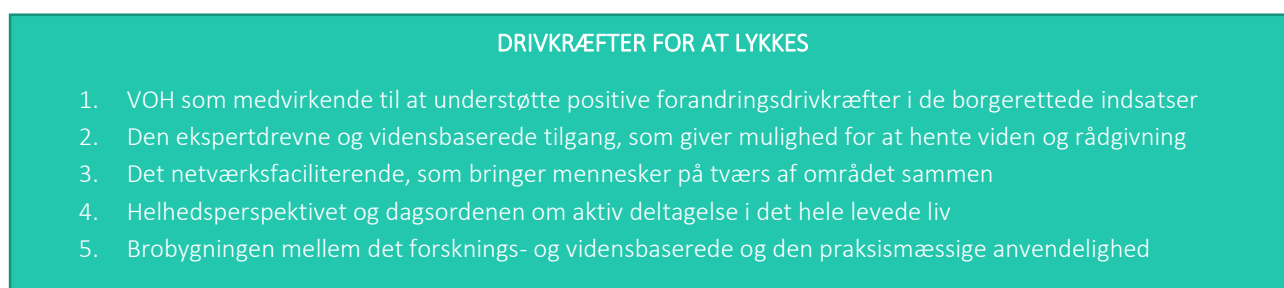 DRIVKRÆFTER FOR AT LYKKES
1. VOH som medvirkende til at understøtte positive forandringsdrivkræfter i de borgerettede indsatser
2. Den ekspertdrevne og vidensbaserede tilgang, som giver mulighed for at hente viden og rådgivning
3. Det netværksfaciliterende, som bringer mennesker på tværs af området sammen
4. Helhedsperspektivet og dagsordenen om aktiv deltagelse i det hele levede liv
5. Brobygningen mellem det forsknings- og vidensbaserede og den praksismæssige anvendelighed